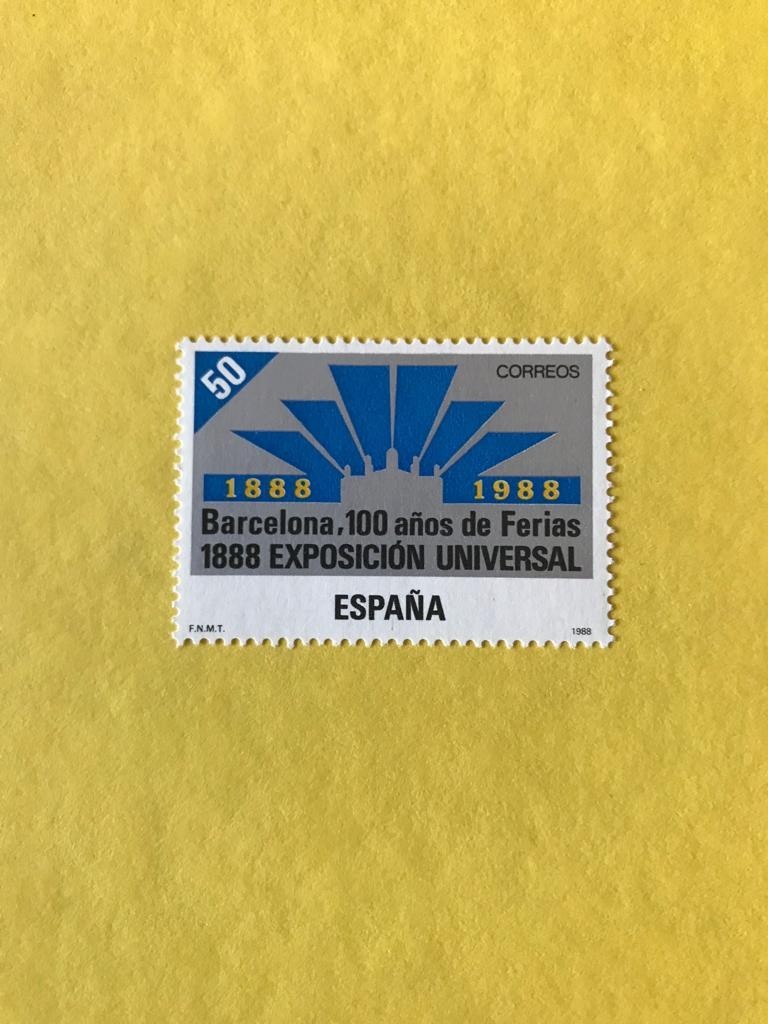 50
CORREOS
1888 1988
Barcelona, 100 años de Ferias
1888 EXPOSICIÓN UNIVERSAL
ESPAÑA
F.N.M.T. 1988